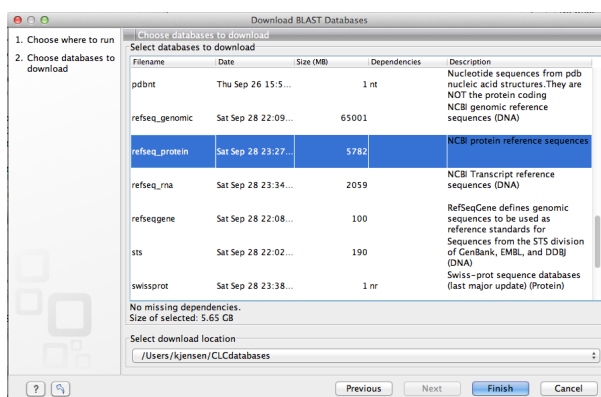 Download BLAST Databases
1. Choose where to run
2. Choose databases to
download
Choose databases to download
Select databases to download
Filename Date Size (MB) Dependencies Description
pdbnt Thu Sep 26 15:5... 1 nt Nucleotide sequences from pdb
nucleic acid structures.They are
NOT the protein coding
refseq_genomic Sat Sep 28 22:09... 65001 NCBI genomic reference
sequences (DNA)
refseq_protein Sat Sep 28 23:27... 5782 NCBI protein reference sequences
refseq_rna Sat Sep 28 23:34... 2059 NCBI Transcript reference
sequences (DNA)
refseqgene Sat Sep 28 22:08... 100 RefSeqGene defines genomic
sequences to be used as
reference standards for
sts Sat Sep 28 22:02... 190 Sequences from the STS division
of GenBank, EMBL, and DDBJ
(DNA)
swissprot Sat Sep 28 23:38... 1 nr Swiss-prot sequence databases
(last major update) (Protein)
No missing dependencies.
Size of selected: 5.65 GB
Select download location
/Users/kjensen/CLCdatabases
? Previous Next Finish Cancel